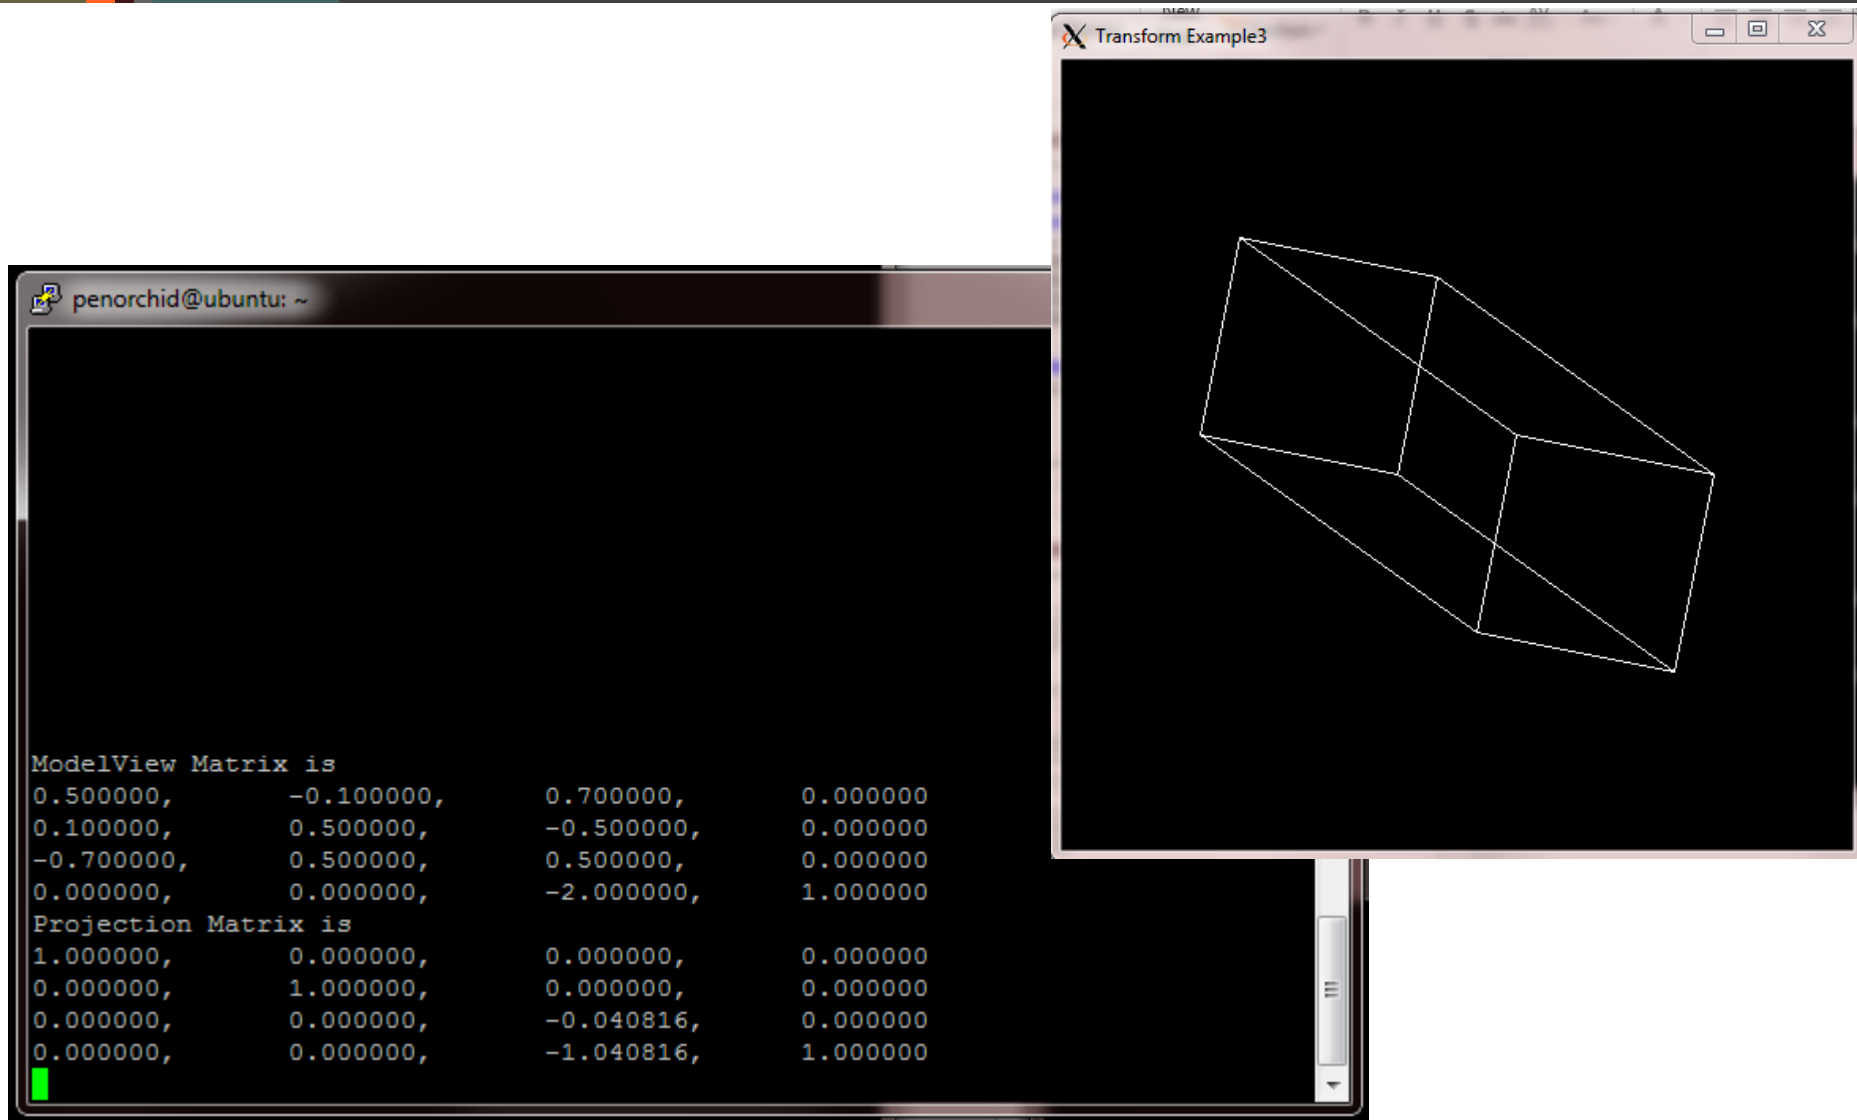 New
Transform Example3
penorchid@ubuntu: ~
ModelView Matrix is
0.500000, -0.100000, 0.700000, 0.000000
0.100000, 0.500000, -0.500000, 0.000000
-0.700000, 0.500000, 0.500000, 0.000000
0.000000, 0.000000, -2.000000, 1.000000
Projection Matrix is
1.000000, 0.000000, 0.000000, 0.000000
0.000000, 1.000000, 0.000000, 0.000000
0.000000, 0.000000, -0.040816, 0.000000
0.000000, 0.000000, -1.040816, 1.000000